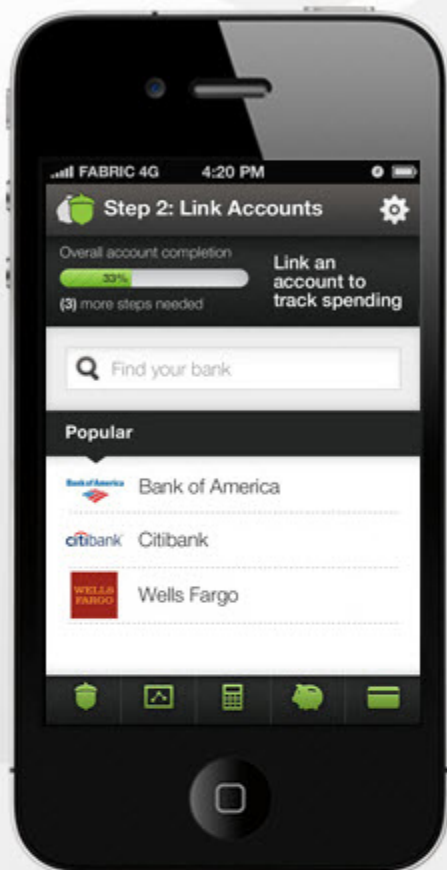 FABRIC 4G 4:20 PM
Step 2: Link Accounts
Overall account completion
33%
(3) more steps needed
Link an
account to
track spending
Find your bank
Popular
Bank of America Bank of America
citibank Citibank
WELLS
FARGO
Wells Fargo